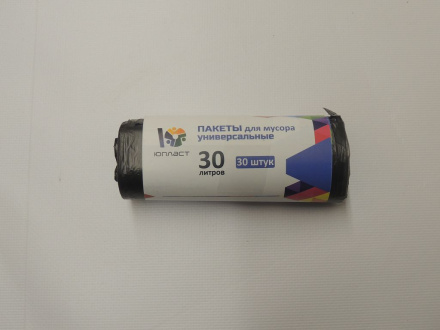 ПАКЕТЫ для мусора
универсальные
ЮПЛАСТ
30
литров
30 штук